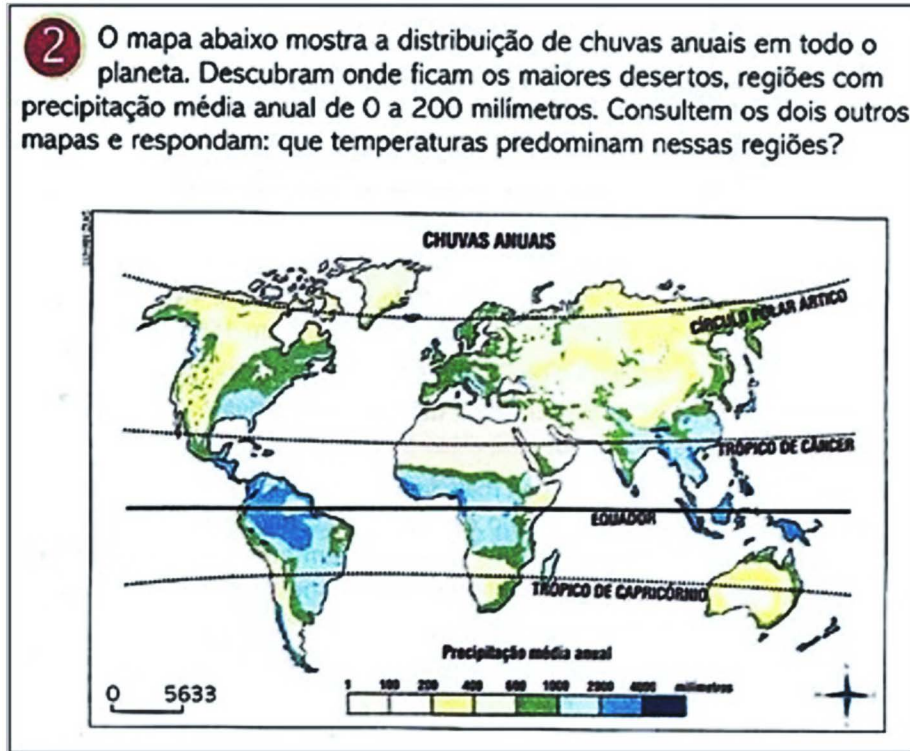 2 O mapa abaixo mostra a distribuição de chuvas anuais em todo o
planeta. Descubram onde ficam os maiores desertos, regiões com
precipitação média anual de 0 a 200 milímetros. Consultem os dois outros
mapas e respondam: que temperaturas predominam nessas regiões?
CHUVAS ANUAIS
CÍRCULO POLAR ÁRTICO
TRÓPICO DE CÂNCER
EQUADOR
TRÓPICO DE CAPRICÓRNIO
Precipitação média anual
1 100 200 400 600 1000 2000 4000 milímetros
0 5633